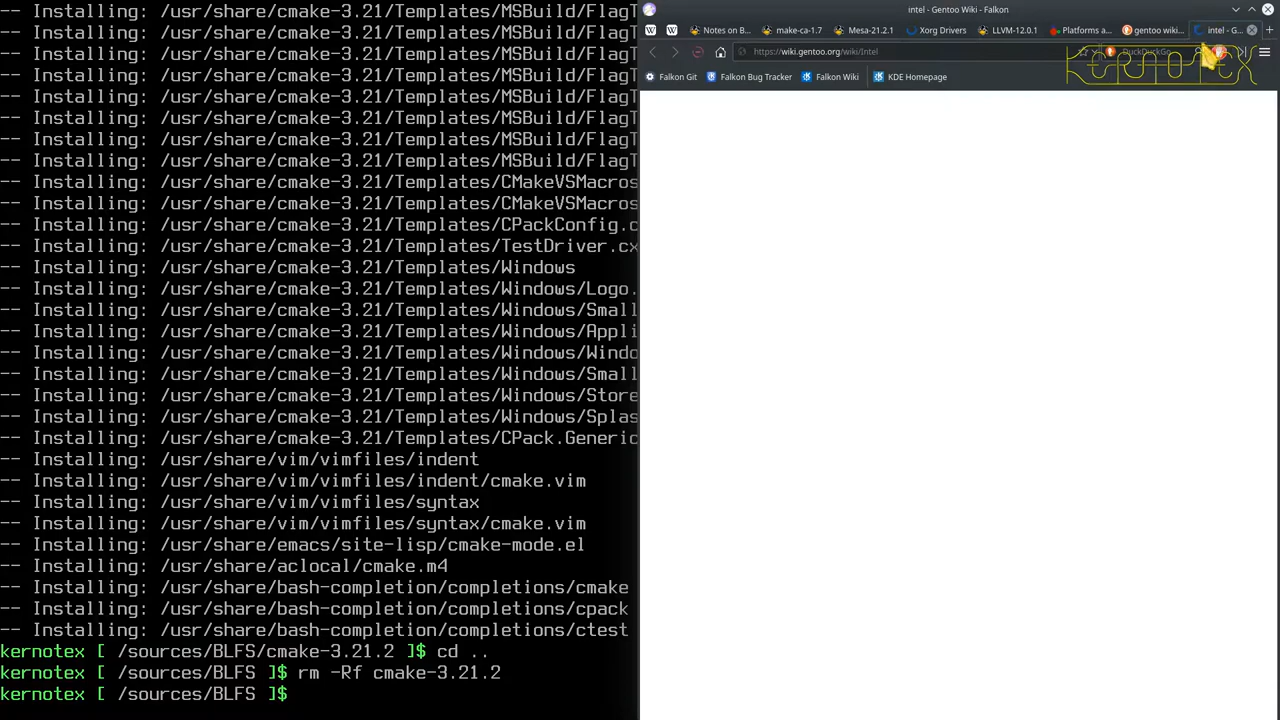 -- Installing: /usr/share/cmake-3.21/Templates/MSBuild/FlagT
-- Installing: /usr/share/cmake-3.21/Templates/MSBuild/FlagT
-- Installing: /usr/share/cmake-3.21/Templates/MSBuild/FlagT
-- Installing: /usr/share/cmake-3.21/Templates/MSBuild/FlagT
-- Installing: /usr/share/cmake-3.21/Templates/MSBuild/FlagT
-- Installing: /usr/share/cmake-3.21/Templates/MSBuild/FlagT
-- Installing: /usr/share/cmake-3.21/Templates/MSBuild/FlagT
-- Installing: /usr/share/cmake-3.21/Templates/MSBuild/FlagT
-- Installing: /usr/share/cmake-3.21/Templates/CMakeVSMacros
-- Installing: /usr/share/cmake-3.21/Templates/CMakeVSMacros
-- Installing: /usr/share/cmake-3.21/Templates/CPackConfig.c
-- Installing: /usr/share/cmake-3.21/Templates/TestDriver.cx
-- Installing: /usr/share/cmake-3.21/Templates/Windows
-- Installing: /usr/share/cmake-3.21/Templates/Windows/Logo.
-- Installing: /usr/share/cmake-3.21/Templates/Windows/Small
-- Installing: /usr/share/cmake-3.21/Templates/Windows/Appli
-- Installing: /usr/share/cmake-3.21/Templates/Windows/Windo
-- Installing: /usr/share/cmake-3.21/Templates/Windows/Small
-- Installing: /usr/share/cmake-3.21/Templates/Windows/Store
-- Installing: /usr/share/cmake-3.21/Templates/Windows/Splas
-- Installing: /usr/share/cmake-3.21/Templates/CPack.Generic
-- Installing: /usr/share/vim/vimfiles/indent
-- Installing: /usr/share/vim/vimfiles/indent/cmake.vim
-- Installing: /usr/share/vim/vimfiles/syntax
-- Installing: /usr/share/vim/vimfiles/syntax/cmake.vim
-- Installing: /usr/share/emacs/site-lisp/cmake-mode.el
-- Installing: /usr/share/aclocal/cmake.m4
-- Installing: /usr/share/bash-completion/completions/cmake
-- Installing: /usr/share/bash-completion/completions/cpack
-- Installing: /usr/share/bash-completion/completions/ctest
kernotex [ /sources/BLFS/cmake-3.21.2 ]$ cd ..
kernotex [ /sources/BLFS ]$ rm -Rf cmake-3.21.2
kernotex [ /sources/BLFS ]$
intel - Gentoo Wiki - Falkon
Notes on B... make-ca-1.7 Mesa-21.2.1 Xorg Drivers LLVM-12.0.1 Platforms a... gentoo wiki... intel - G...
https://wiki.gentoo.org/wiki/Intel DuckDuckGo
Kernotex
Falkon Git Falkon Bug Tracker Falkon Wiki KDE Homepage